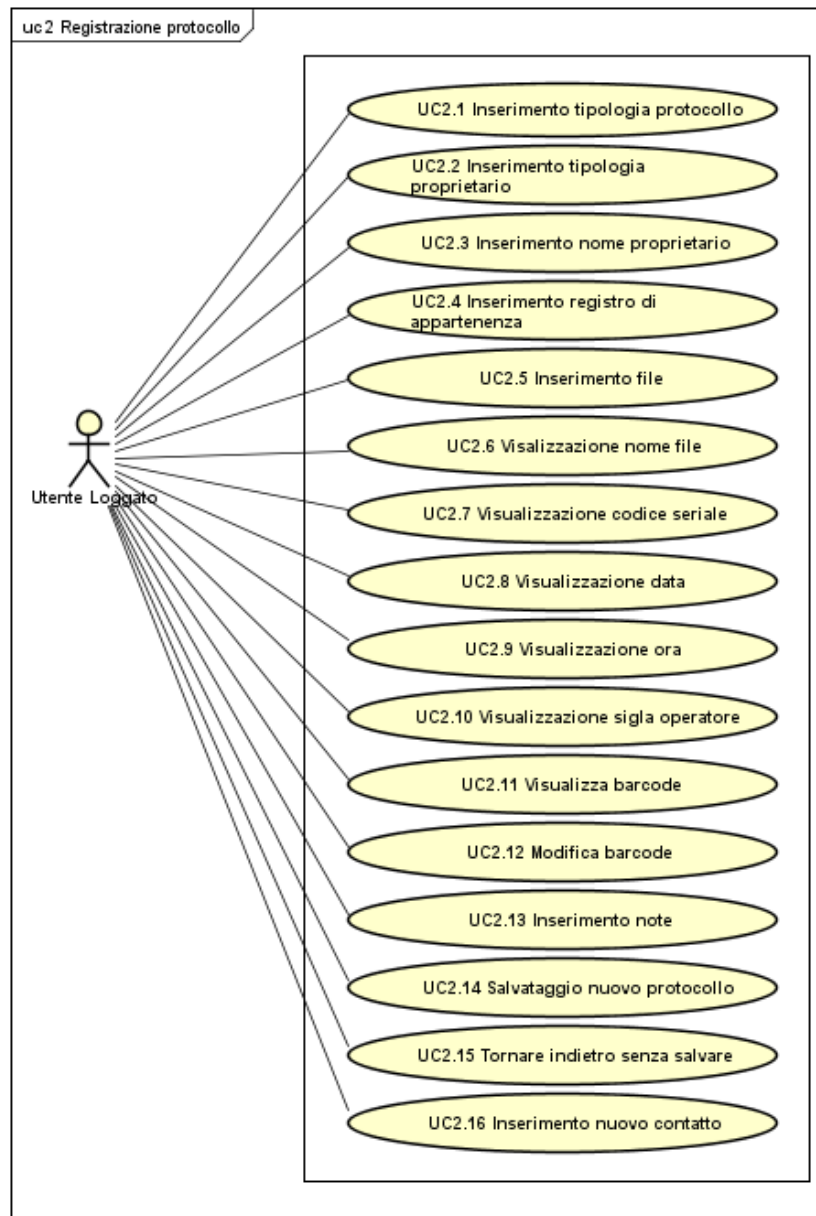 uc2 Registrazione protocollo
UC2.1 Inserimento tipologia protocollo
UC2.2 Inserimento tipologia
proprietario
UC2.3 Inserimento nome proprietario
UC2.4 Inserimento registro di
appartenenza
UC2.5 Inserimento file
UC2.6 Visalizzazione nome file
Utente Loggato
UC2.7 Visualizzazione codice seriale
UC2.8 Visualizzazione data
UC2.9 Visualizzazione ora
UC2.10 Visualizzazione sigla operatore
UC2.11 Visualizza barcode
UC2.12 Modifica barcode
UC2.13 Inserimento note
UC2.14 Salvataggio nuovo protocollo
UC2.15 Tornare indietro senza salvare
UC2.16 Inserimento nuovo contatto